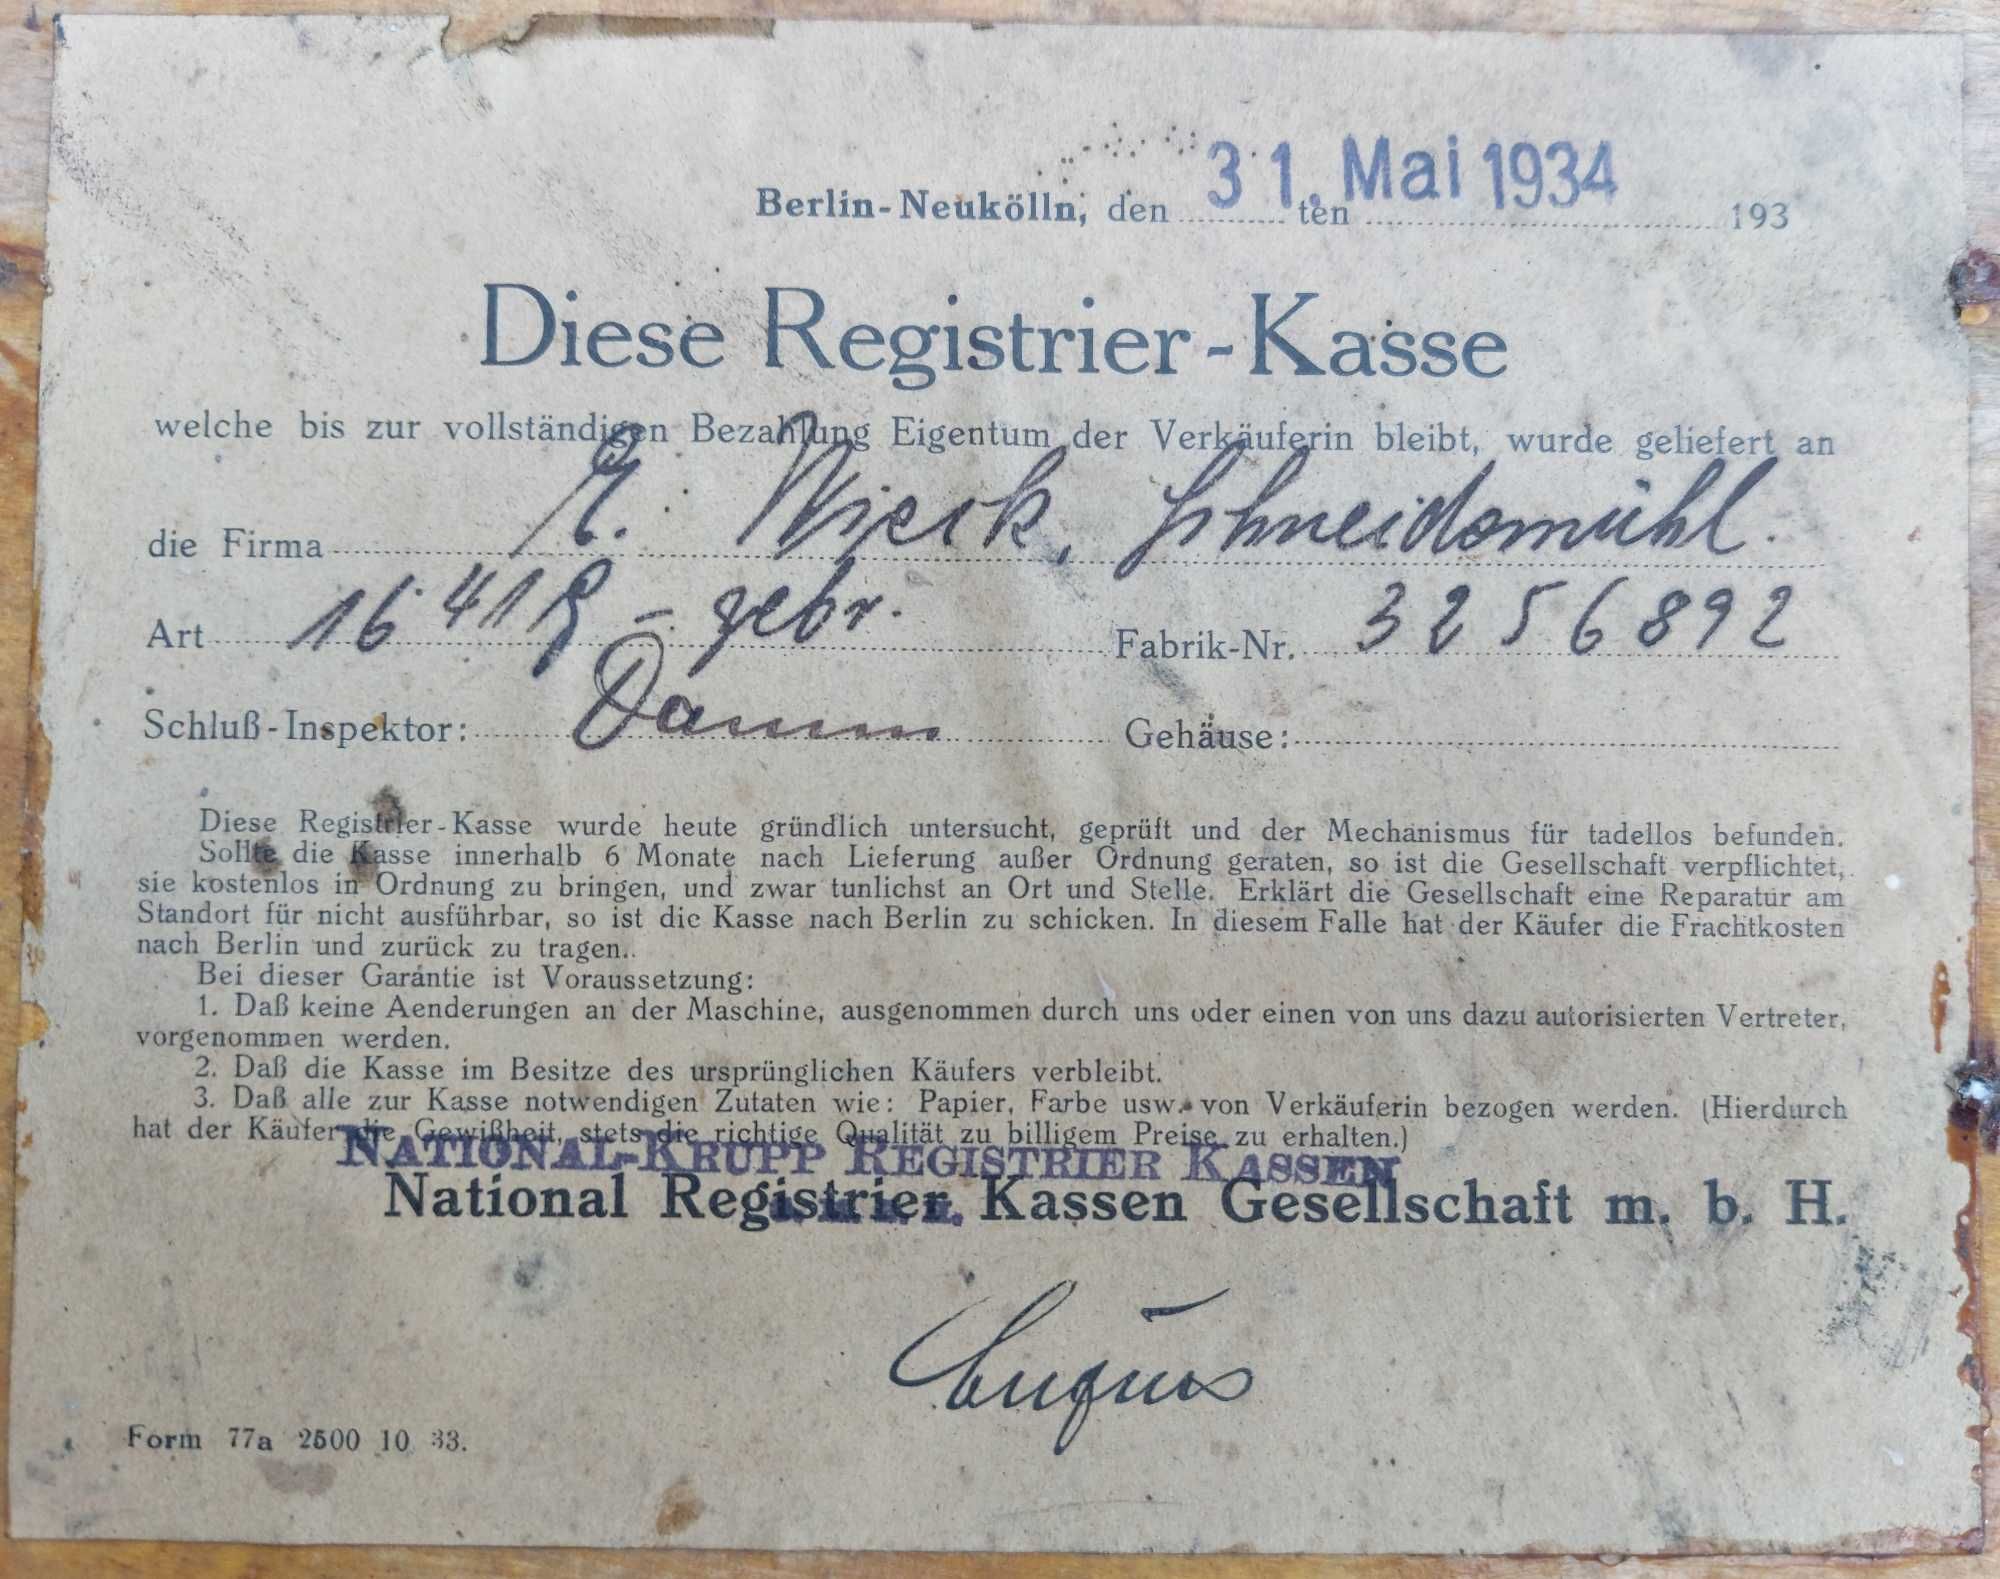 Berlin-Neukölln, den 31. ten Mai 1934 193
Diese Registrier-Kasse
welche bis zur vollständigen Bezahlung Eigentum der Verkäuferin bleibt, wurde geliefert an
die Firma Wieck, Schneidemühl.
Art 16 41 - gebr. Fabrik-Nr. 3256892
Schluß-Inspektor: Damm Gehäuse:
Diese Registrier-Kasse wurde heute gründlich untersucht, geprüft und der Mechanismus für tadellos befunden.
Sollte die Kasse innerhalb 6 Monate nach Lieferung außer Ordnung geraten, so ist die Gesellschaft verpflichtet,
sie kostenlos in Ordnung zu bringen, und zwar tunlichst an Ort und Stelle. Erklärt die Gesellschaft eine Reparatur am
Standort für nicht ausführbar, so ist die Kasse nach Berlin zu schicken. In diesem Falle hat der Käufer die Frachtkosten
nach Berlin und zurück zu tragen.
Bei dieser Garantie ist Voraussetzung:
1. Daß keine Aenderungen an der Maschine, ausgenommen durch uns oder einen von uns dazu autorisierten Vertreter,
vorgenommen werden.
2. Daß die Kasse im Besitze des ursprünglichen Käufers verbleibt.
3. Daß alle zur Kasse notwendigen Zutaten wie: Papier, Farbe usw. von Verkäuferin bezogen werden. (Hierdurch
hat der Käufer die Gewißheit, stets die richtige Qualität zu billigem Preise zu erhalten.)
NATIONAL-KRUPP REGISTRIER KASSEN
National Registrier Kassen Gesellschaft m. b. H.
Form 77a 2500 10 33.